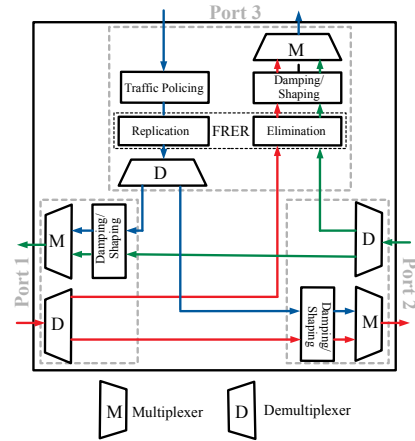 Port 3
M
Traffic Policing
Damping/
Shaping
Replication
FRER
Elimination
D
M
Damping/
Shaping
D
Port 1
Port 2
D
Damping/
Shaping
M
M
Multiplexer
D
Demultiplexer